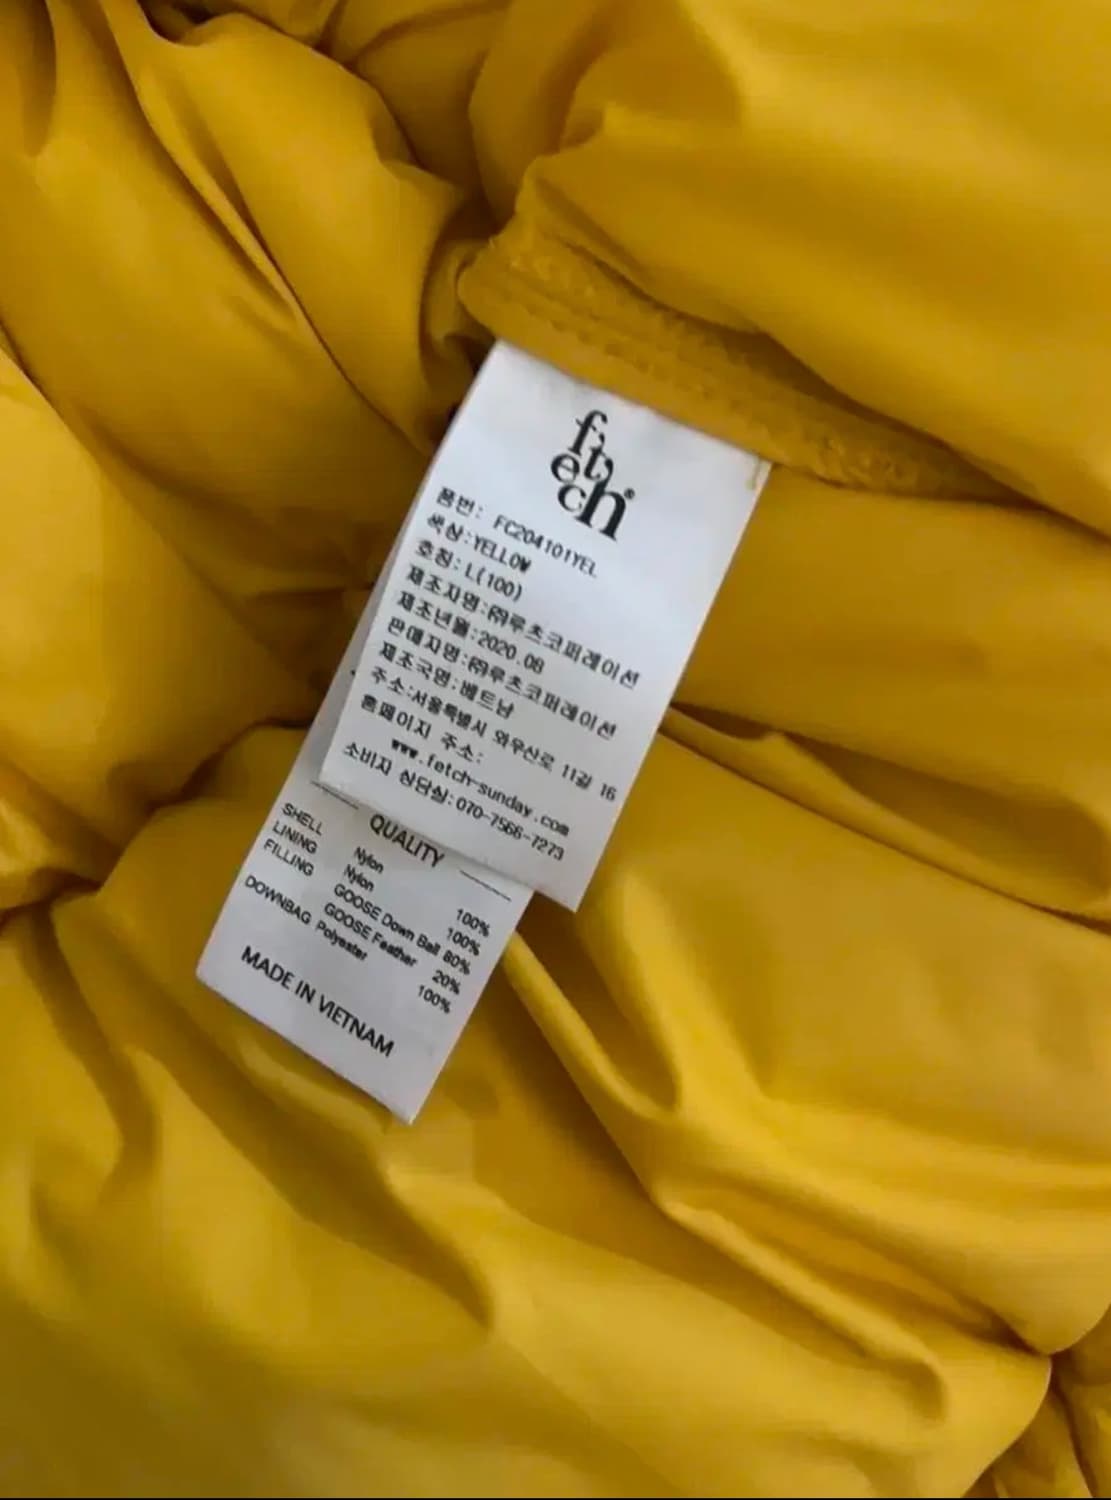 fetch®
품번: FC204101YEL
색상:YELLOW
호칭:L(100)
제조자명:㈜루츠코퍼레이션
제조년월:2020.08
판매자명:㈜루츠코퍼레이션
제조국명:베트남
주소:서울특별시 와우산로 11길 16
홈페이지 주소:
www.fetch-sunday.com
소비자 상담실:070-7566-7273
QUALITY
SHELL Nylon 100%
LINING Nylon 100%
FILLING GOOSE Down Ball 80%
GOOSE Feather 20%
DOWNBAG Polyester 100%
MADE IN VIETNAM